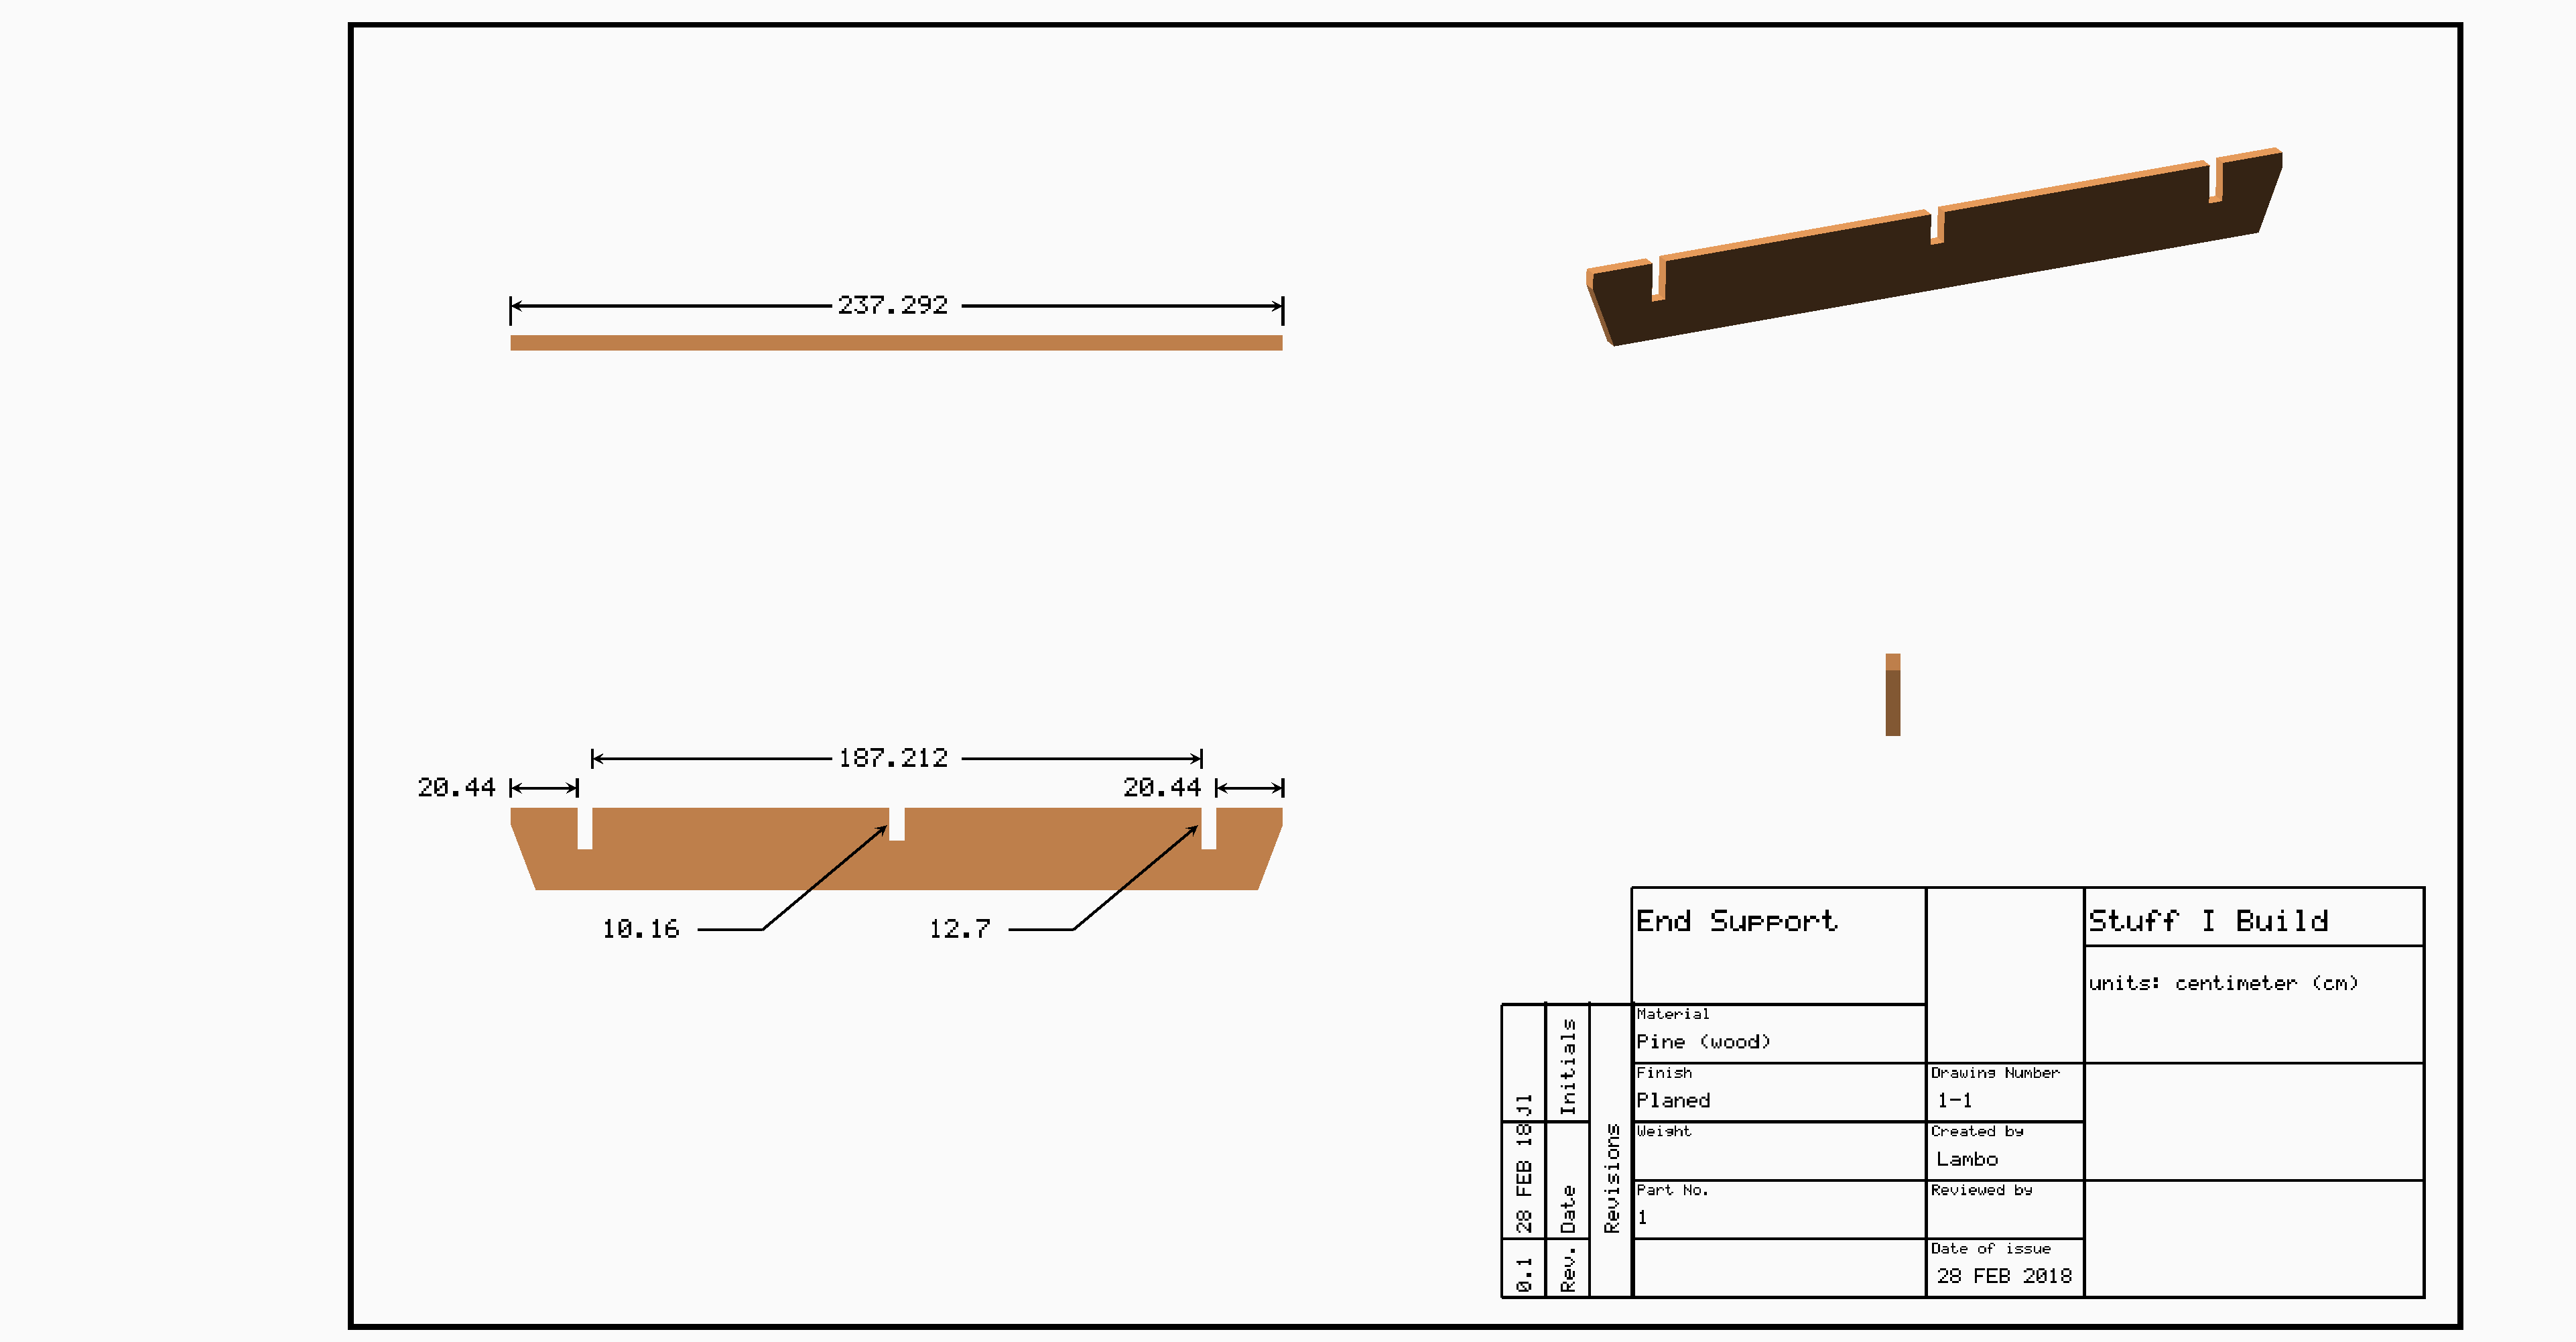 237.292
187.212
20.44
20.44
10.16
12.7
End Support
Stuff I Build
units: centimeter (cm)
Material
Pine (wood)
Finish
Planed
Drawing Number
1-1
Weight
Created by
Lambo
Part No.
1
Reviewed by
Date of issue
28 FEB 2018
Revisions
Rev. Date Initials
0.1 28 FEB 18 Jl